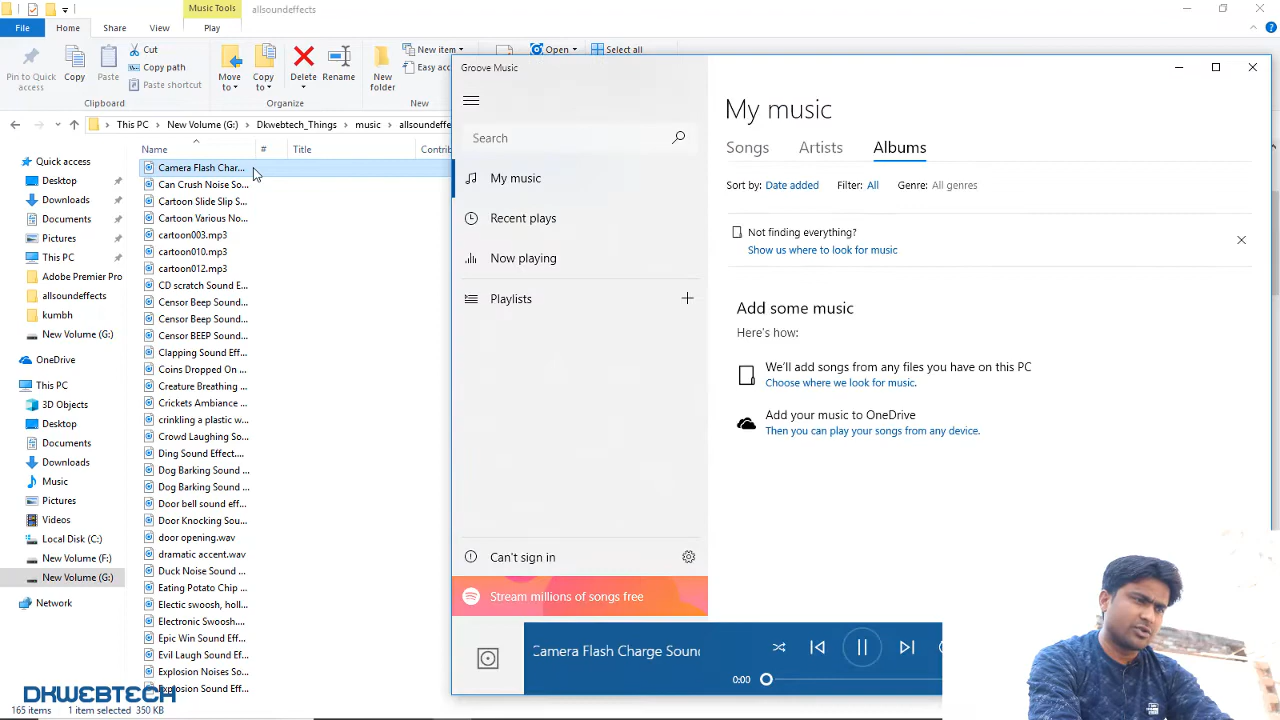 Music Tools
allsoundeffects
File
Home
Share
View
Play
Pin to Quick access
Copy
Paste
Cut
Copy path
Paste shortcut
Clipboard
Move to
Copy to
Delete
Rename
Organize
New folder
New item
Easy acc
New
Open
Select all
This PC
New Volume (G:)
Dkwebtech_Things
music
allsoundeffe
Name
#
Title
Contrib
Quick access
Desktop
Downloads
Documents
Pictures
This PC
Adobe Premier Pro
allsoundeffects
kumbh
New Volume (G:)
OneDrive
This PC
3D Objects
Desktop
Documents
Downloads
Music
Pictures
Videos
Local Disk (C:)
New Volume (F:)
New Volume (G:)
Network
Camera Flash Char...
Can Crush Noise So...
Cartoon Slide Slip S...
Cartoon Various No...
cartoon003.mp3
cartoon010.mp3
cartoon012.mp3
CD scratch Sound E...
Censor Beep Sound...
Censor Beep Sound...
Censor BEEP Sound...
Clapping Sound Eff...
Coins Dropped On ...
Creature Breathing ...
Crickets Ambiance ...
crinkling a plastic w...
Crowd Laughing So...
Ding Sound Effect....
Dog Barking Sound ...
Dog Barking Sound ...
Door bell sound eff...
Door Knocking Sou...
door opening.wav
dramatic accent.wav
Duck Noise Sound ...
Eating Potato Chip ...
Electic swoosh, holl...
Electronic Swoosh...
Epic Win Sound Eff...
Evil Laugh Sound E...
Explosion Noises So...
Explosion Sound Eff...
DKWEBTECH
165 items
1 item selected 350 KB
Groove Music
Search
My music
Recent plays
Now playing
Playlists
Can't sign in
Stream millions of songs free
My music
Songs
Artists
Albums
Sort by: Date added
Filter: All
Genre: All genres
Not finding everything?
Show us where to look for music
Add some music
Here's how:
We'll add songs from any files you have on this PC
Choose where we look for music.
Add your music to OneDrive
Then you can play your songs from any device.
Camera Flash Charge Soun
0:00